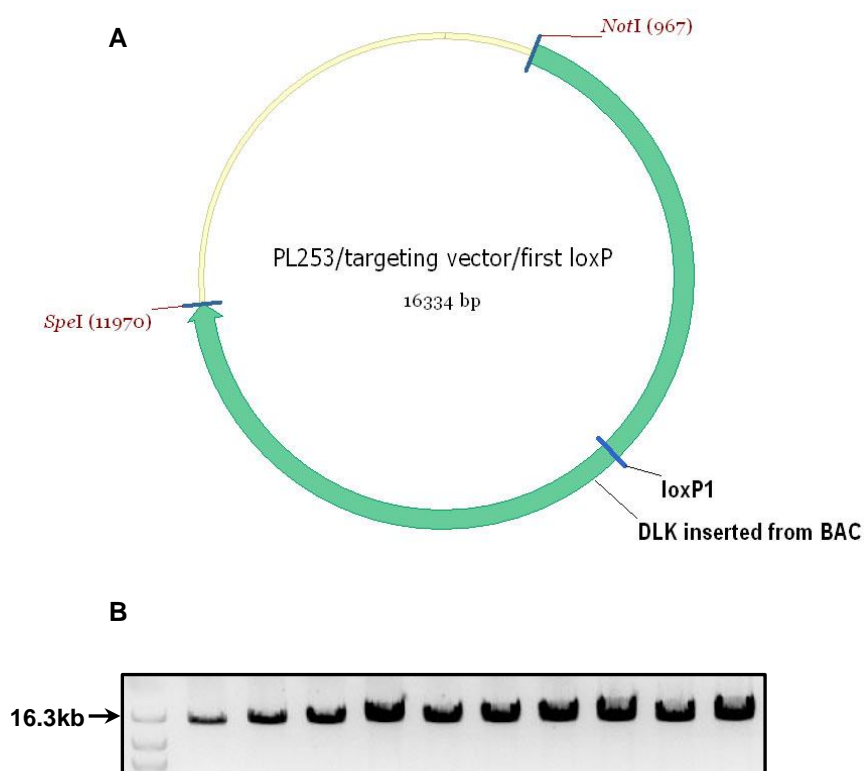 A
NotI (967)
PL253/targeting vector/first loxP
16334 bp
SpeI (11970)
loxP1
DLK inserted from BAC
B
16.3kb